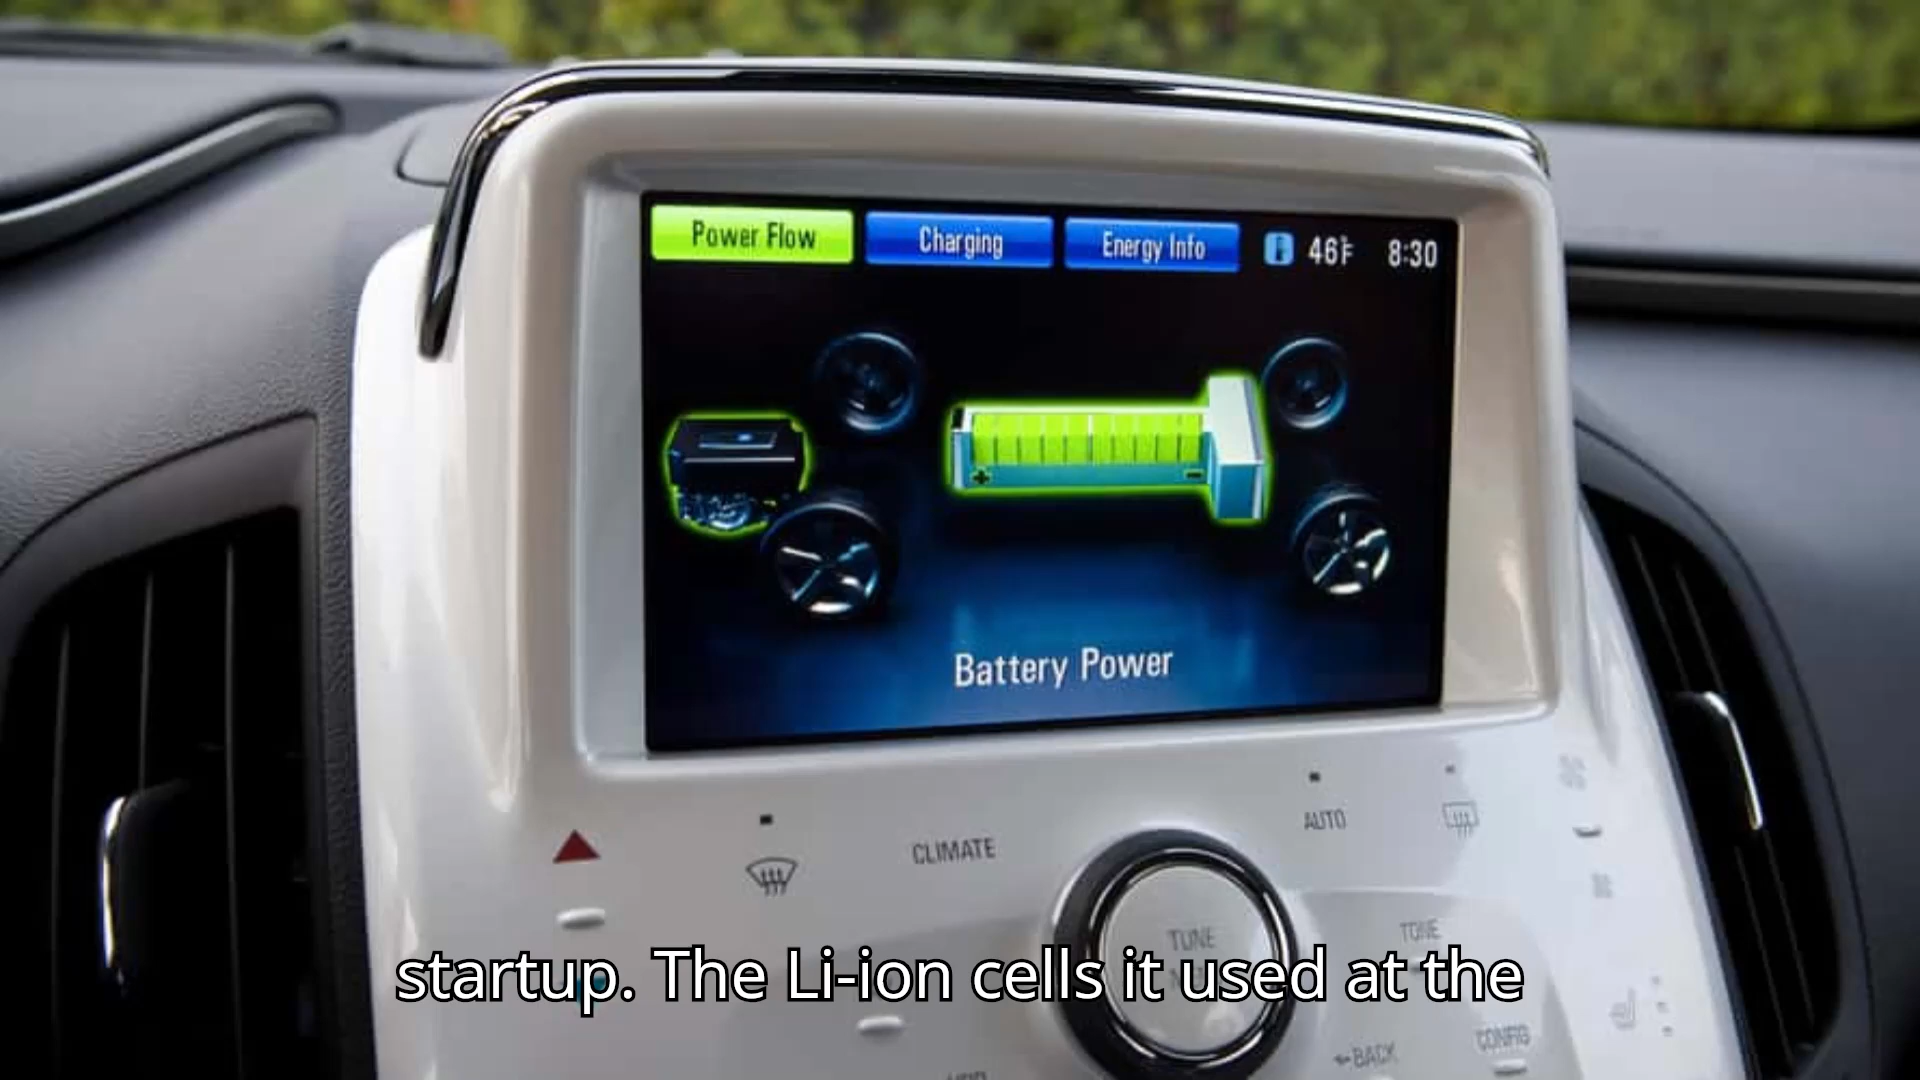 Power Flow
Charging
Energy Info
46°F
8:30
Battery Power
AUTO
CLIMATE
TUNE
TONE
startup. The Li-ion cells it used at the
CONFIG
BACK